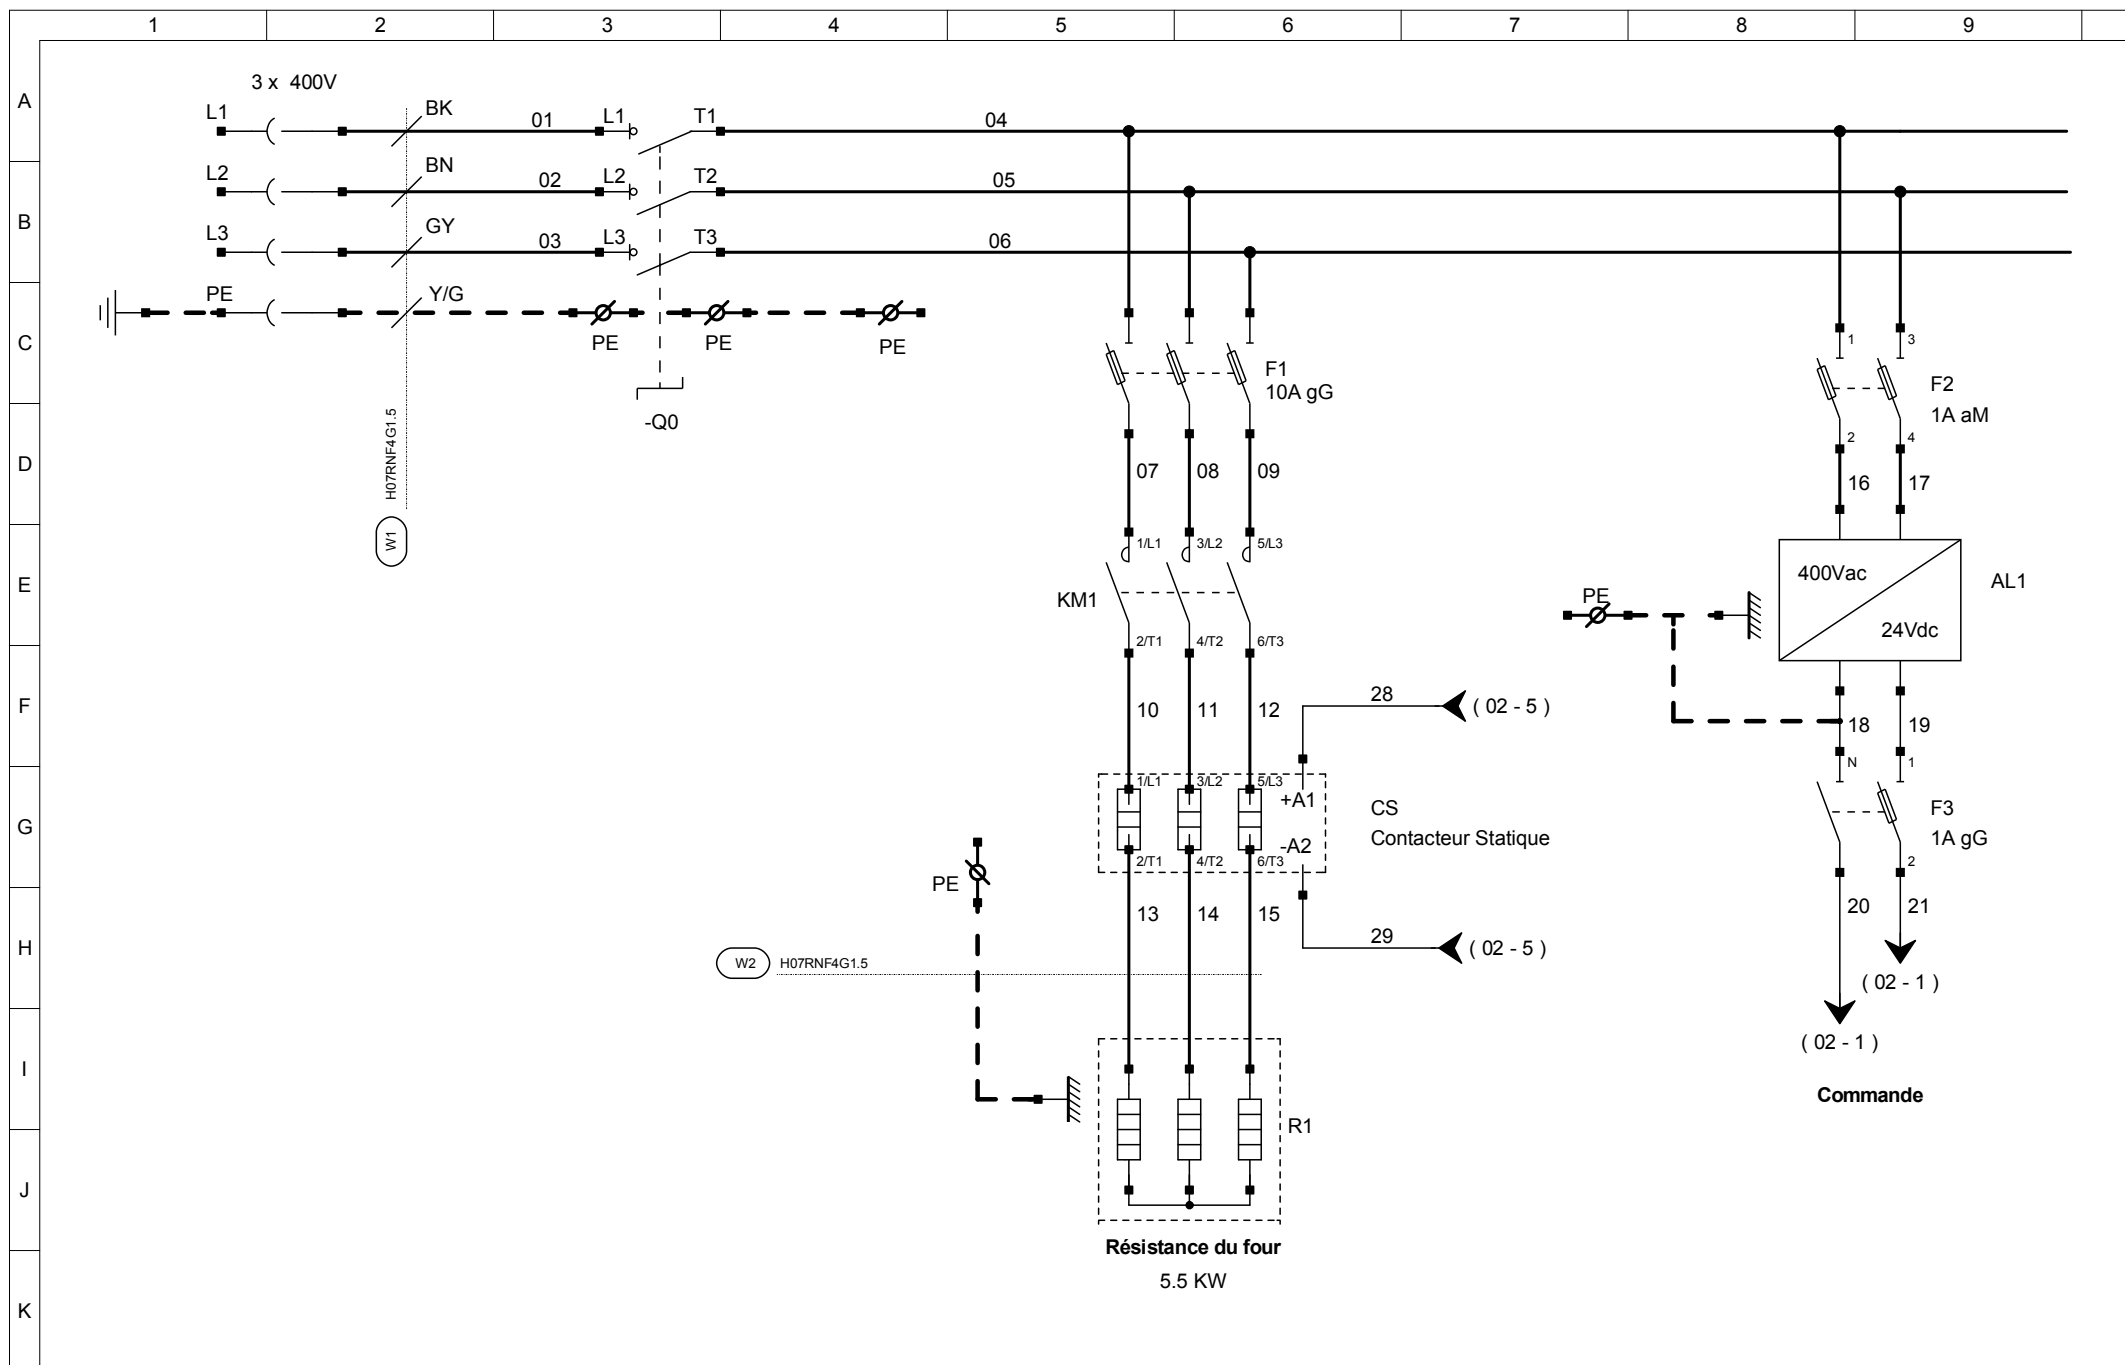 1 2 3 4 5 6 7 8 9
A
B
C
D
E
F
G
H
I
J
K
3 x 400V
L1 BK 01 L1 T1 04
L2 BN 02 L2 T2 05
L3 GY 03 L3 T3 06
PE Y/G PE PE PE
-Q0
H07RNF4G1.5
W1
F1
10A gG
07 08 09
1/L1 3/L2 5/L3
KM1
2/T1 4/T2 6/T3
10 11 12
28 ( 02 - 5 )
1/L1 3/L2 5/L3
+A1
-A2
2/T1 4/T2 6/T3
CS
Contacteur Statique
PE
13 14 15
29 ( 02 - 5 )
W2 H07RNF4G1.5
R1
Résistance du four
5.5 KW
1 3
F2
1A aM
2 4
16 17
400Vac
24Vdc
AL1
PE
18 19
N 1
F3
1A gG
2
20 21
( 02 - 1 )
( 02 - 1 )
Commande